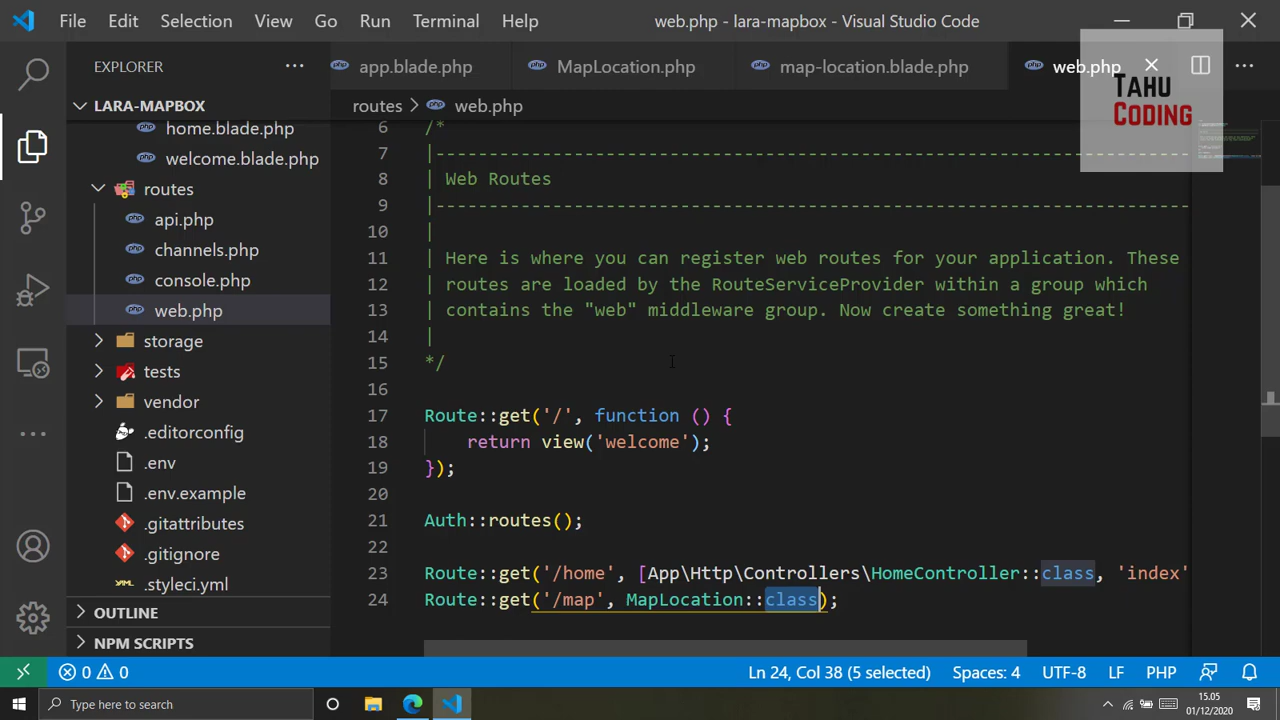 File Edit Selection View Go Run Terminal Help web.php - lara-mapbox - Visual Studio Code
EXPLORER
app.blade.php MapLocation.php map-location.blade.php web.php
TAHU
CODING
LARA-MAPBOX
routes > web.php
home.blade.php
welcome.blade.php
routes
api.php
channels.php
console.php
web.php
storage
tests
vendor
.editorconfig
.env
.env.example
.gitattributes
.gitignore
.styleci.yml
OUTLINE
NPM SCRIPTS
6 /*
7 |--------------------------------------------------------------------------
8 | Web Routes
9 |--------------------------------------------------------------------------
10 |
11 | Here is where you can register web routes for your application. These
12 | routes are loaded by the RouteServiceProvider within a group which
13 | contains the "web" middleware group. Now create something great!
14 |
15 */
16
17 Route::get('/', function () {
18 return view('welcome');
19 });
20
21 Auth::routes();
22
23 Route::get('/home', [App\Http\Controllers\HomeController::class, 'index'
24 Route::get('/map', MapLocation::class);
0 0 Ln 24, Col 38 (5 selected) Spaces: 4 UTF-8 LF PHP
Type here to search
15.05
01/12/2020